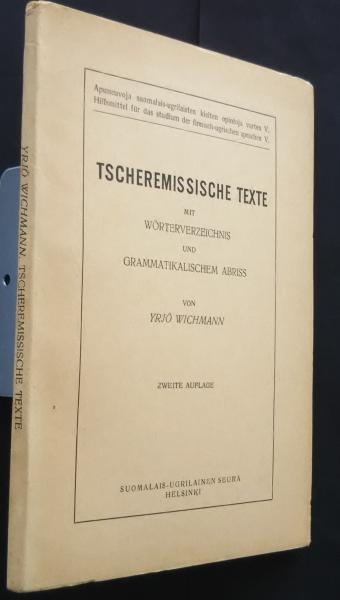 Apuneuvoja suomalais-ugrilaisten kielten opintoja varten V.
Hilfsmittel für das studium der finnisch-ugrischen sprachen V.
TSCHEREMISSISCHE TEXTE
MIT
WÖRTERVERZEICHNIS
UND
GRAMMATIKALISCHEM ABRISS
VON
YRJÖ WICHMANN
ZWEITE AUFLAGE
SUOMALAIS-UGRILAINEN SEURA
HELSINKI
YRJÖ WICHMANN. TSCHEREMISSISCHE TEXTE